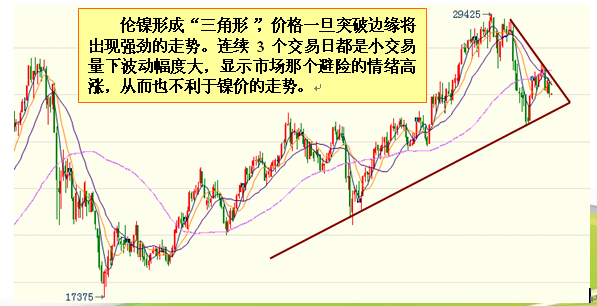 伦镍形成“三角形”,价格一旦突破边缘将
出现强劲的走势。连续 3 个交易日都是小交易
量下被动幅度大，显示市场那个避险的情绪高
涨，从而也不利于镍价的走势。
29425
17375